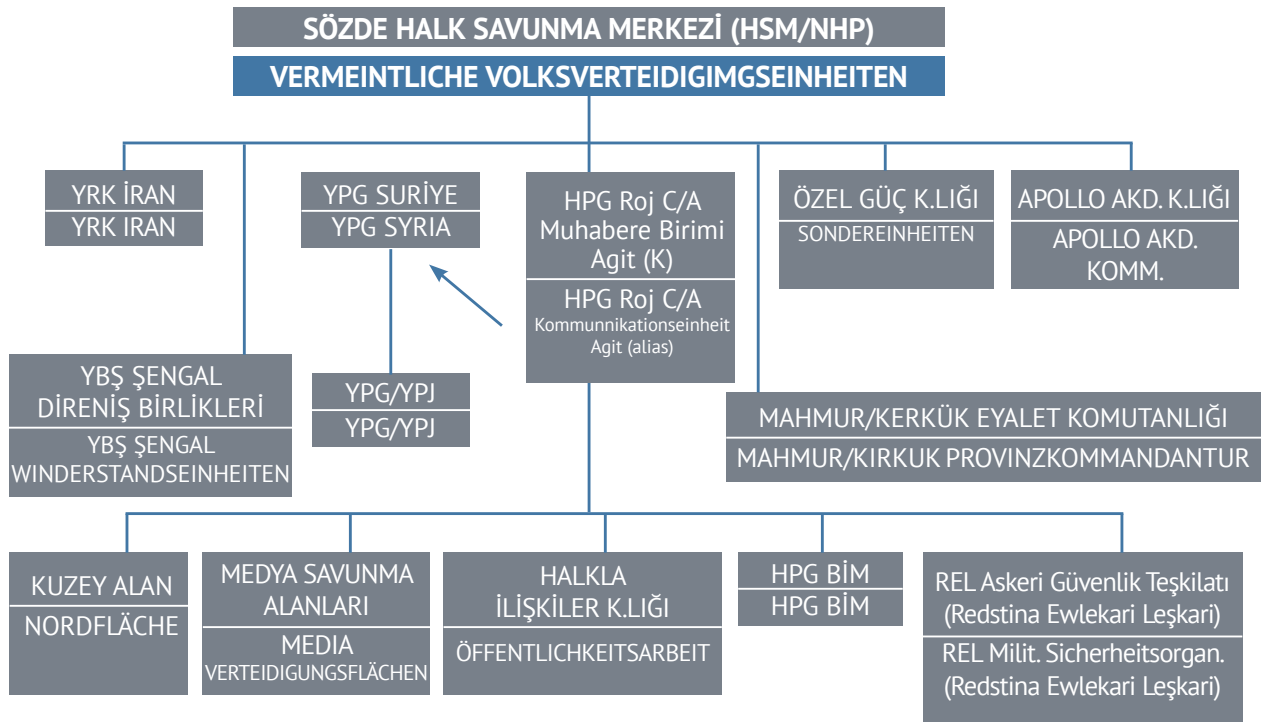 SÖZDE HALK SAVUNMA MERKEZİ (HSM/NHP)
VERMEINTLICHE VOLKSVERTEIDIGIMGSEINHEITEN
YRK İRAN
YRK IRAN
YPG SURİYE
YPG SYRIA
HPG Roj C/A
Muhabere Birimi
Agit (K)
HPG Roj C/A
Kommunnikationseinheit
Agit (alias)
ÖZEL GÜÇ K.LIĞI
SONDEREINHEITEN
APOLLO AKD. K.LIĞI
APOLLO AKD.
KOMM.
YBŞ ŞENGAL
DİRENİŞ BİRLİKLERİ
YBŞ ŞENGAL
WINDERSTANDSEINHEITEN
YPG/YPJ
YPG/YPJ
MAHMUR/KERKÜK EYALET KOMUTANLIĞI
MAHMUR/KIRKUK PROVINZKOMMANDANTUR
KUZEY ALAN
NORDFLÄCHE
MEDYA SAVUNMA
ALANLARI
MEDIA
VERTEIDIGUNGSFLÄCHEN
HALKLA
İLİŞKİLER K.LIĞI
ÖFFENTLICHKEITSARBEIT
HPG BİM
HPG BİM
REL Askeri Güvenlik Teşkilatı
(Redstina Ewlekari Leşkari)
REL Milit. Sicherheitsorgan.
(Redstina Ewlekari Leşkari)